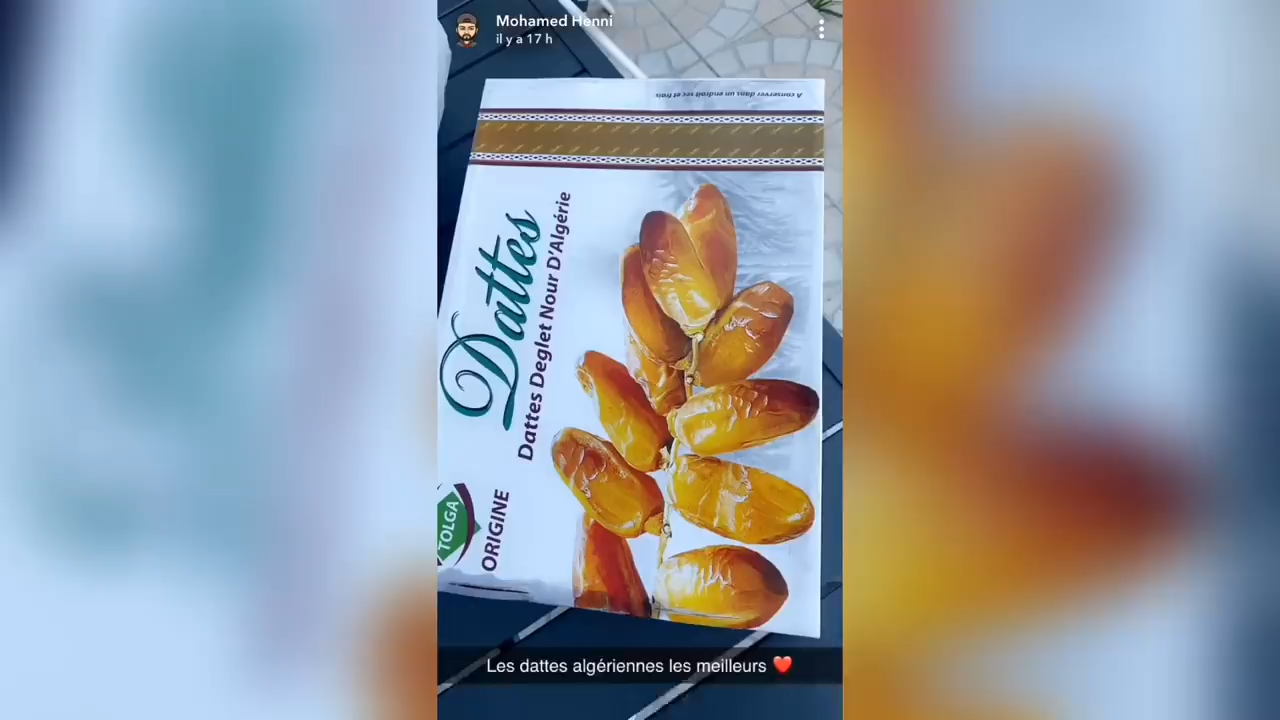 Mohamed Henni
il y a 17 h
A conserver dans un endroit sec et frais
Dattes
Dattes Deglet Nour D'Algérie
TOLGA
ORIGINE
Les dattes algériennes les meilleurs ❤️